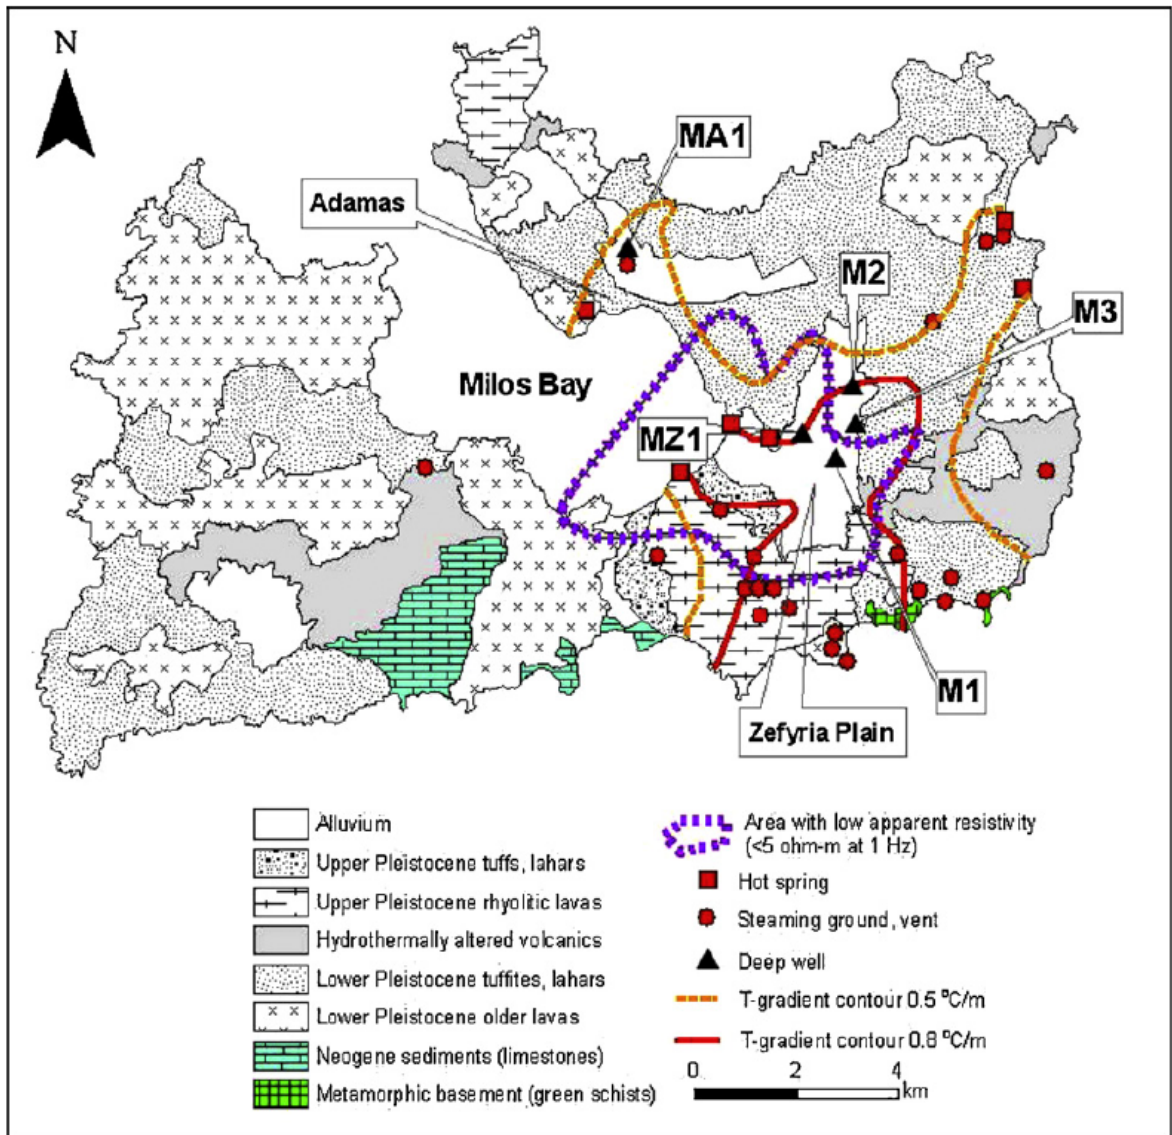 N
MA1
Adamas
M2
M3
Milos Bay
MZ1
M1
Zefyria Plain
Alluvium
Upper Pleistocene tuffs, lahars
Upper Pleistocene rhyolitic lavas
Hydrothermally altered volcanics
Lower Pleistocene tuffites, lahars
Lower Pleistocene older lavas
Neogene sediments (limestones)
Metamorphic basement (green schists)
Area with low apparent resistivity
(<5 ohm-m at 1 Hz)
Hot spring
Steaming ground, vent
Deep well
T-gradient contour 0.5 °C/m
T-gradient contour 0.8 °C/m
0 2 4
km